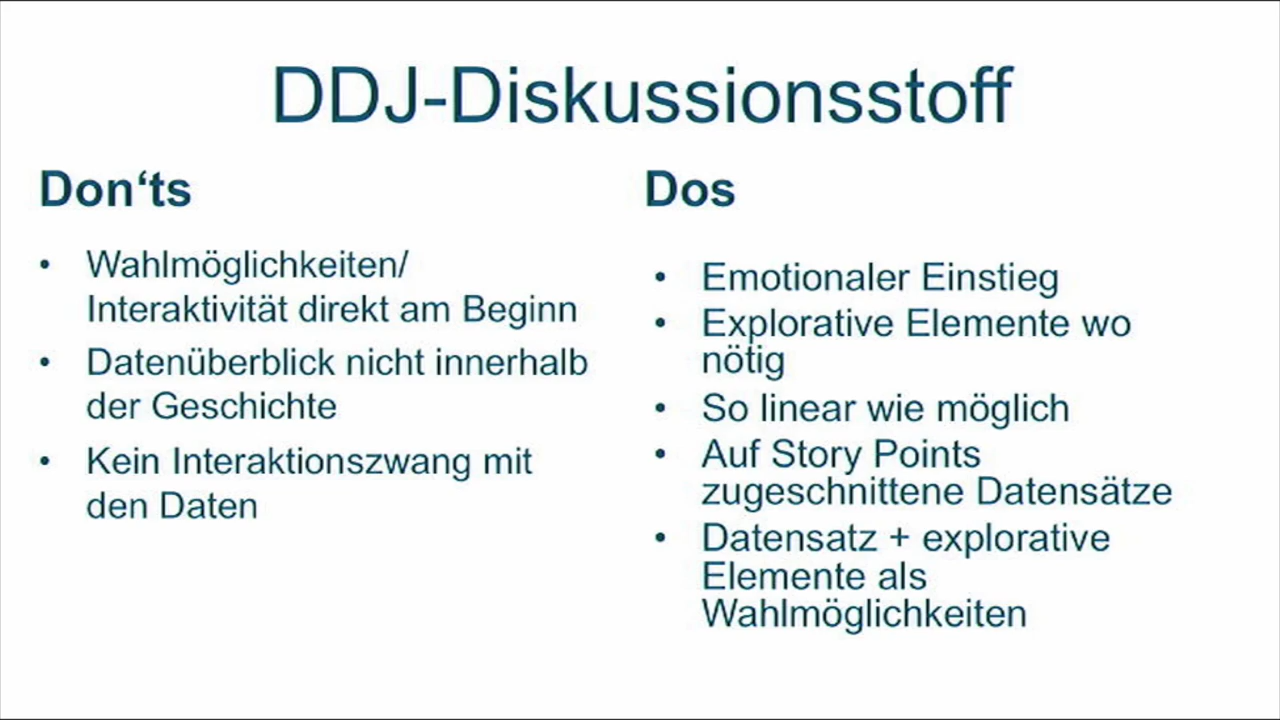 DDJ-Diskussionsstoff
Don‘ts
• Wahlmöglichkeiten/
Interaktivität direkt am Beginn
• Datenüberblick nicht innerhalb
der Geschichte
• Kein Interaktionszwang mit
den Daten
Dos
• Emotionaler Einstieg
• Explorative Elemente wo
nötig
• So linear wie möglich
• Auf Story Points
zugeschnittene Datensätze
• Datensatz + explorative
Elemente als
Wahlmöglichkeiten